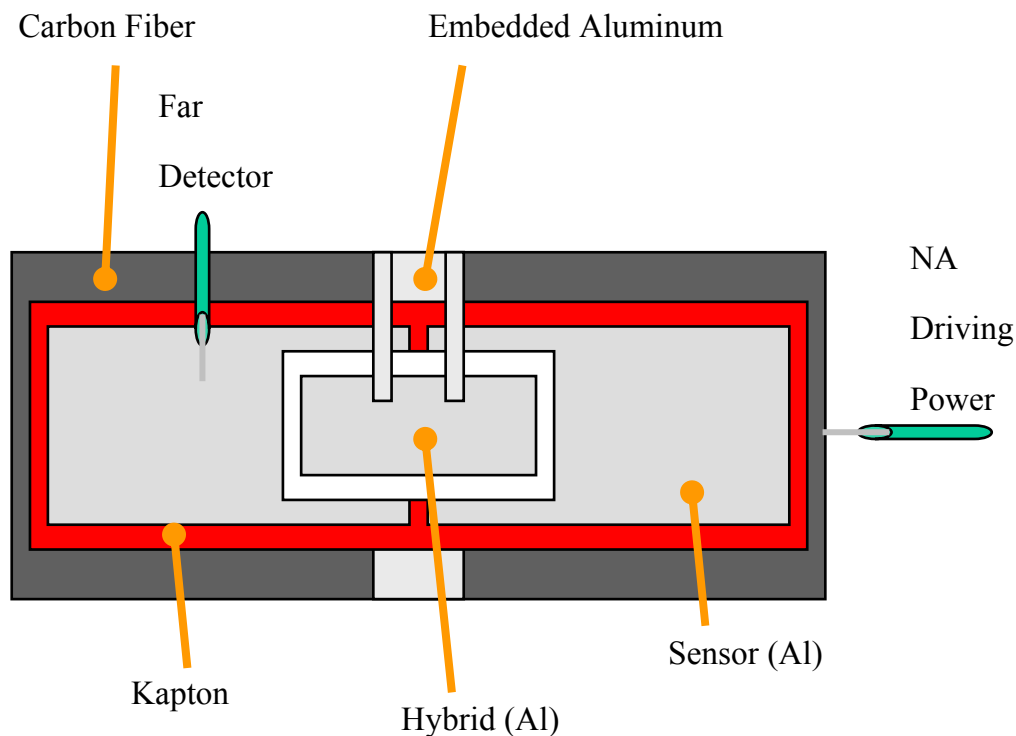 Carbon Fiber
Embedded Aluminum
Far
Detector
NA
Driving
Power
Sensor (Al)
Kapton
Hybrid (Al)